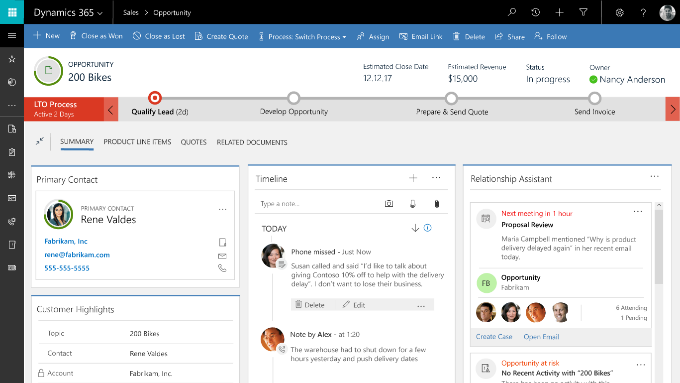 Dynamics 365
Sales > Opportunity
+ New
Close as Won
Close as Lost
Create Quote
Process: Switch Process
Assign
Email Link
Delete
Share
Follow
OPPORTUNITY
200 Bikes
Estimated Close Date
12.12.17
Estimated Revenue
$15,000
Status
In progress
Owner
Nancy Anderson
LTO Process
Active 2 Days
Qualify Lead (2d)
Develop Opportunity
Prepare & Send Quote
Send Invoice
SUMMARY
PRODUCT LINE ITEMS
QUOTES
RELATED DOCUMENTS
Primary Contact
PRIMARY CONTACT
Rene Valdes
Fabrikam, Inc
rene@fabrikam.com
555-555-5555
Customer Highlights
Topic
200 Bikes
Contact
Rene Valdes
Account
Fabrikam, Inc.
Timeline
Type a note...
TODAY
Phone missed - Just Now
Susan called and said "I'd like to talk about
giving Contoso 10% off to help with the delivery
delay". I don't want to lose their business.
Delete
Edit
...
Note by Alex - at 1:20
The warehouse had to shut down for a few
hours yesterday and push delivery dates
Relationship Assistant
Next meeting in 1 hour
Proposal Review
Maria Campbell mentioned "Why is product
delivery delayed again" in her recent email
today.
FB
Opportunity
Fabrikam
6 Attending
1 Pending
Create Case
Open Email
Opportunity at risk
No Recent Activity with "200 Bikes"